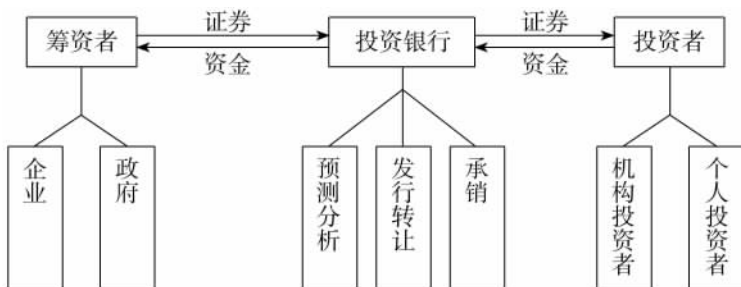 证券
证券
筹资者
投资银行
投资者
资金
资金
企业
政府
预测分析
发行转让
承销
机构投资者
个人投资者